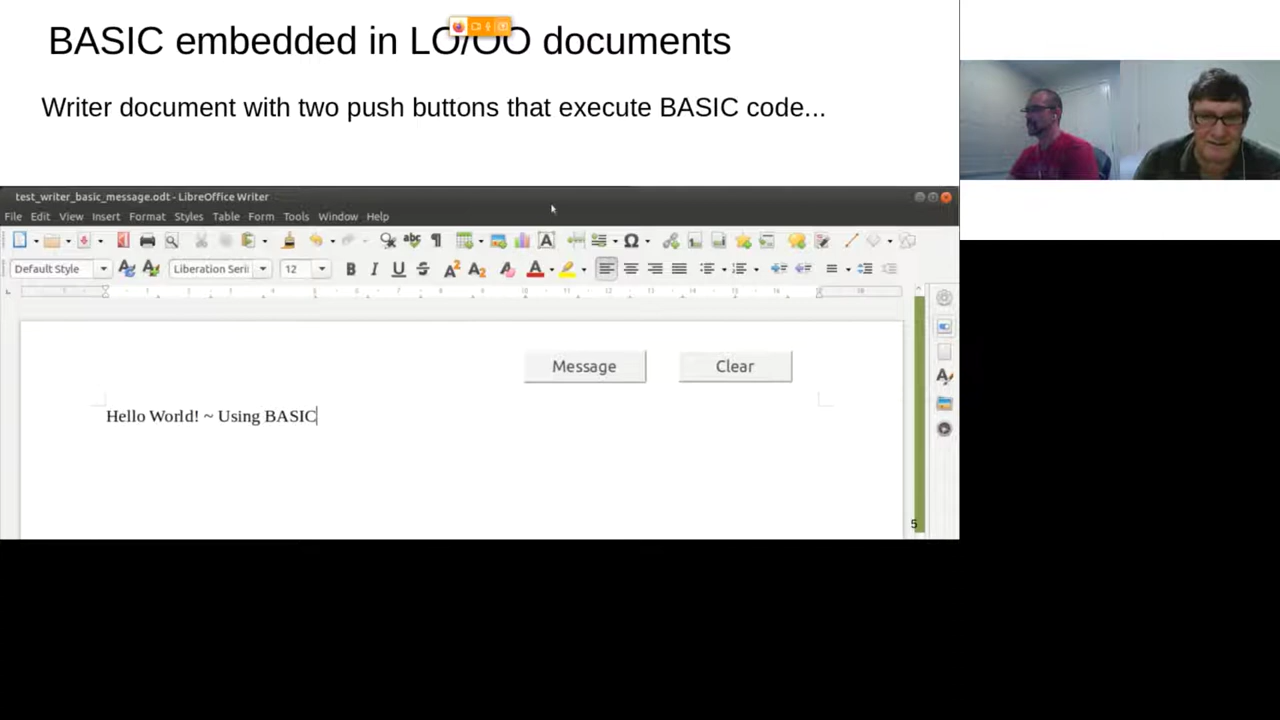 BASIC embedded in LO/OO documents
Writer document with two push buttons that execute BASIC code...
test_writer_basic_message.odt - LibreOffice Writer
File Edit View Insert Format Styles Table Form Tools Window Help
Default Style Liberation Seri 12
Message Clear
Hello World! ~ Using BASIC
5